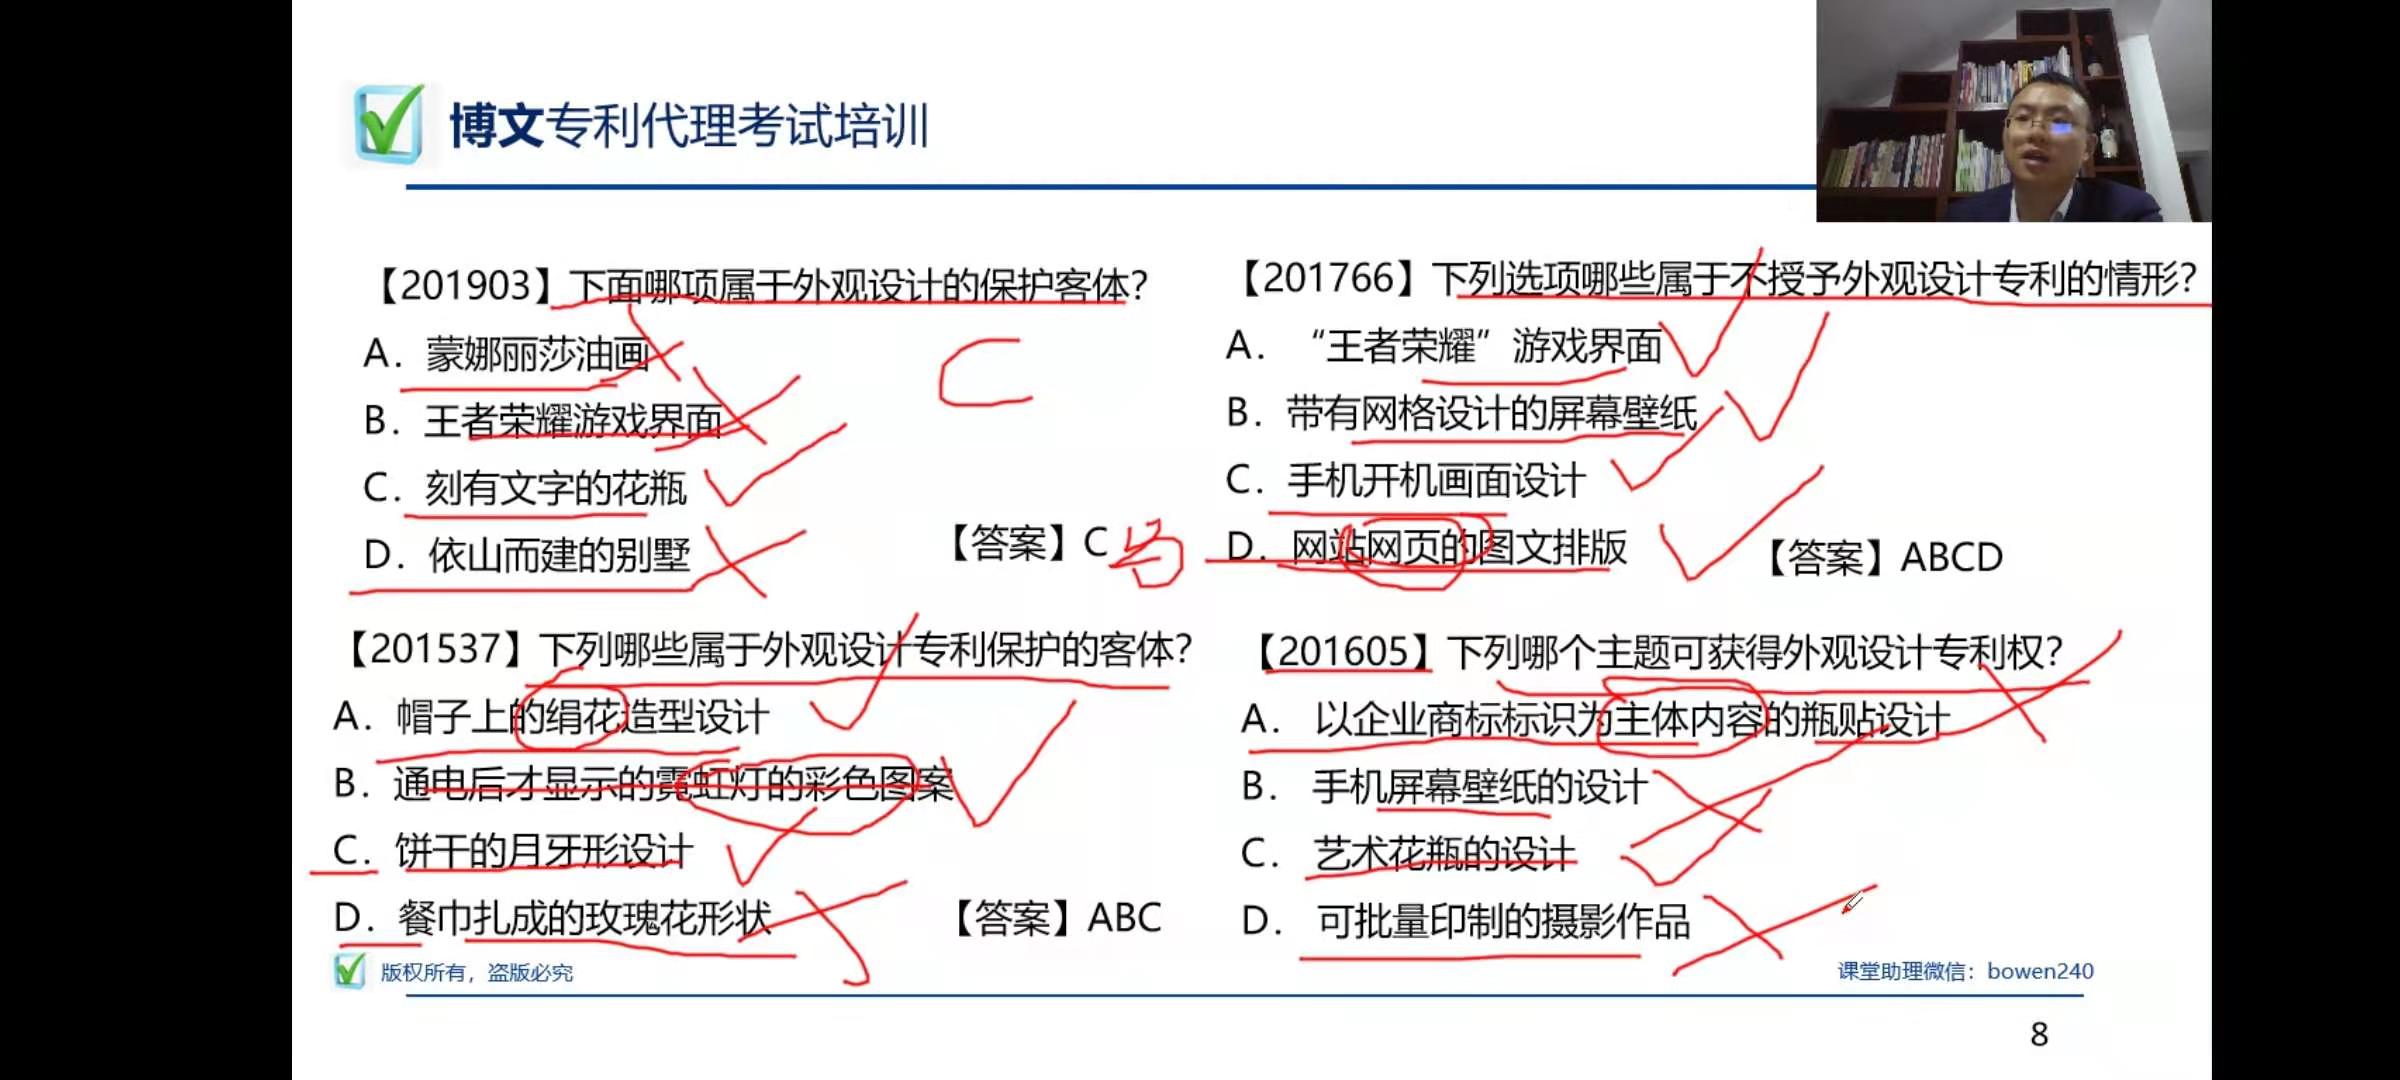 博文专利代理考试培训
【201903】下面哪项属于外观设计的保护客体？
A. 蒙娜丽莎油画
B. 王者荣耀游戏界面
C. 刻有文字的花瓶
D. 依山而建的别墅
【答案】C
C
【201766】下列选项哪些属于不授予外观设计专利的情形？
A. “王者荣耀”游戏界面
B. 带有网格设计的屏幕壁纸
C. 手机开机画面设计
D. 网站网页的图文排版
【答案】ABCD
【201537】下列哪些属于外观设计专利保护的客体？
A. 帽子上的绢花造型设计
B. 通电后才显示的霓虹灯的彩色图案
C. 饼干的月牙形设计
D. 餐巾扎成的玫瑰花形状
【答案】ABC
【201605】下列哪个主题可获得外观设计专利权？
A. 以企业商标标识为主体内容的瓶贴设计
B. 手机屏幕壁纸的设计
C. 艺术花瓶的设计
D. 可批量印制的摄影作品
版权所有，盗版必究
课堂助理微信：bowen240
8